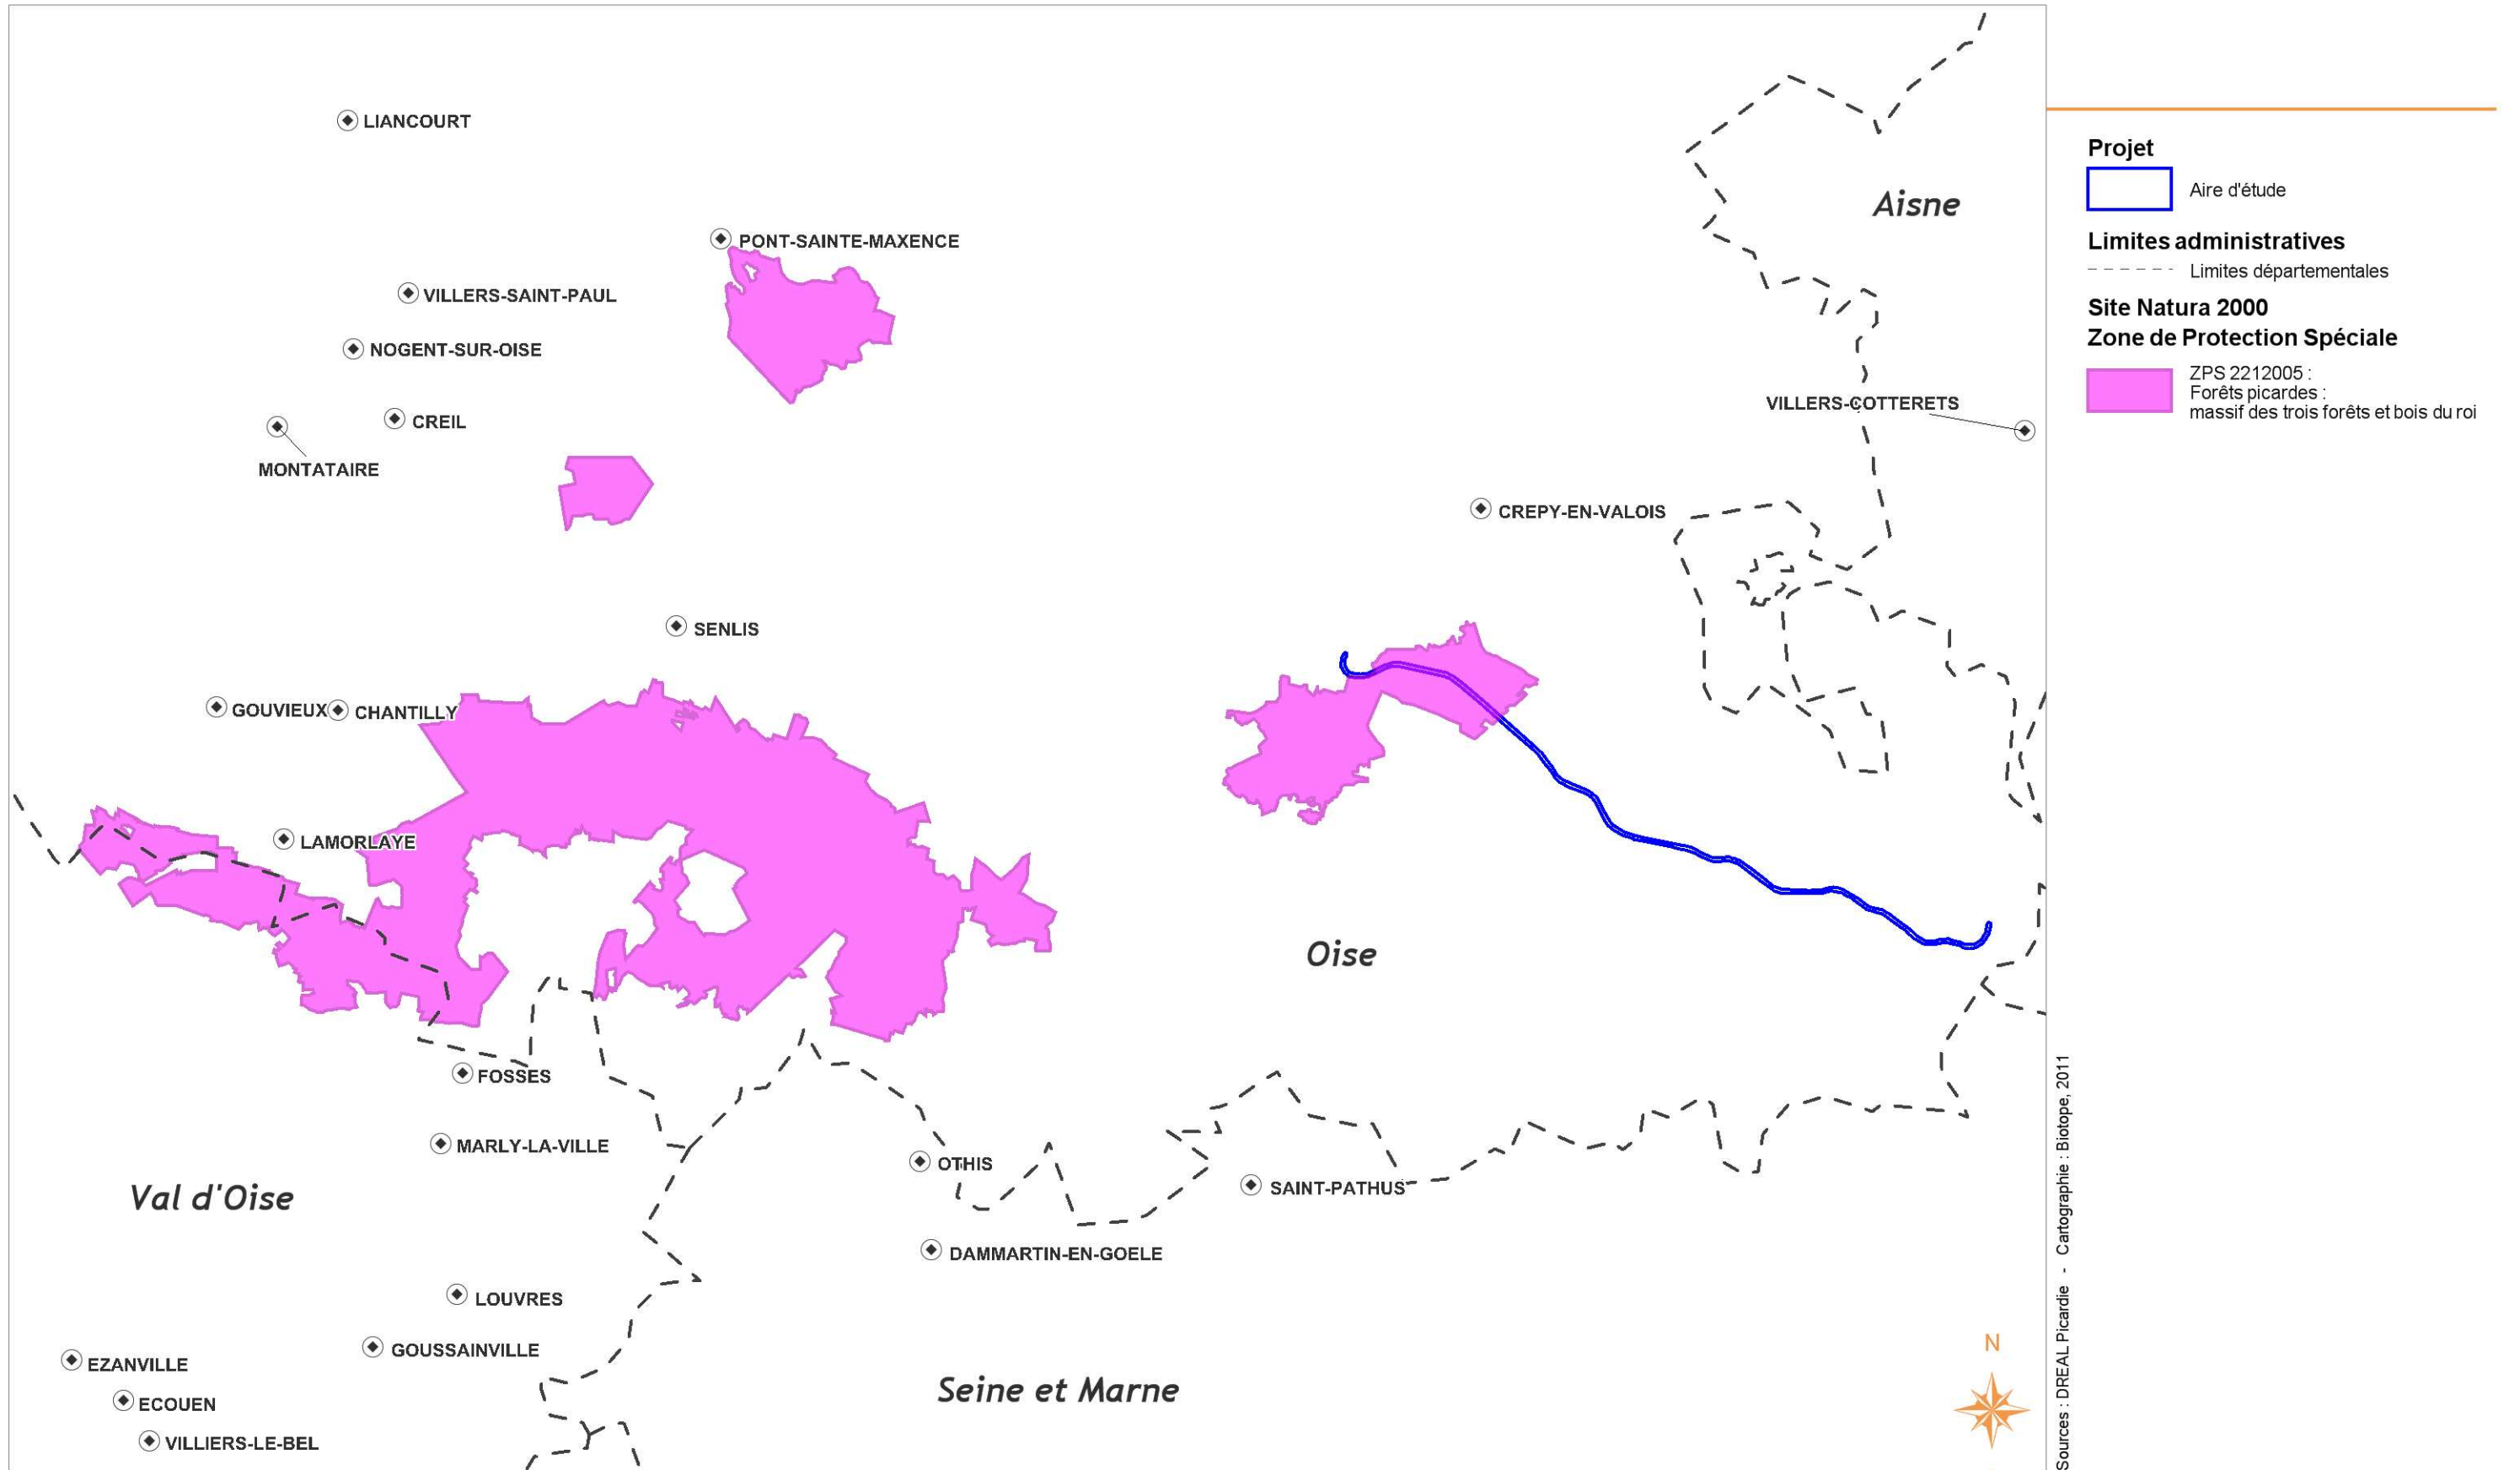 LIANCOURT
Projet
Aire d'étude
Aisne
PONT-SAINTE-MAXENCE
Limites administratives
Limites départementales
VILLERS-SAINT-PAUL
Site Natura 2000
Zone de Protection Spéciale
NOGENT-SUR-OISE
ZPS 2212005 :
Forêts picardes :
massif des trois forêts et bois du roi
VILLERS-COTTERETS
CREIL
MONTATAIRE
CREPY-EN-VALOIS
SENLIS
GOUVIEUX
CHANTILLY
LAMORLAYE
Oise
FOSSES
MARLY-LA-VILLE
OTHIS
SAINT-PATHUS
Val d'Oise
DAMMARTIN-EN-GOELE
LOUVRES
GOUSSAINVILLE
EZANVILLE
ECOUEN
VILLIERS-LE-BEL
Seine et Marne
N
Sources : DREAL Picardie - Cartographie : Biotope, 2011